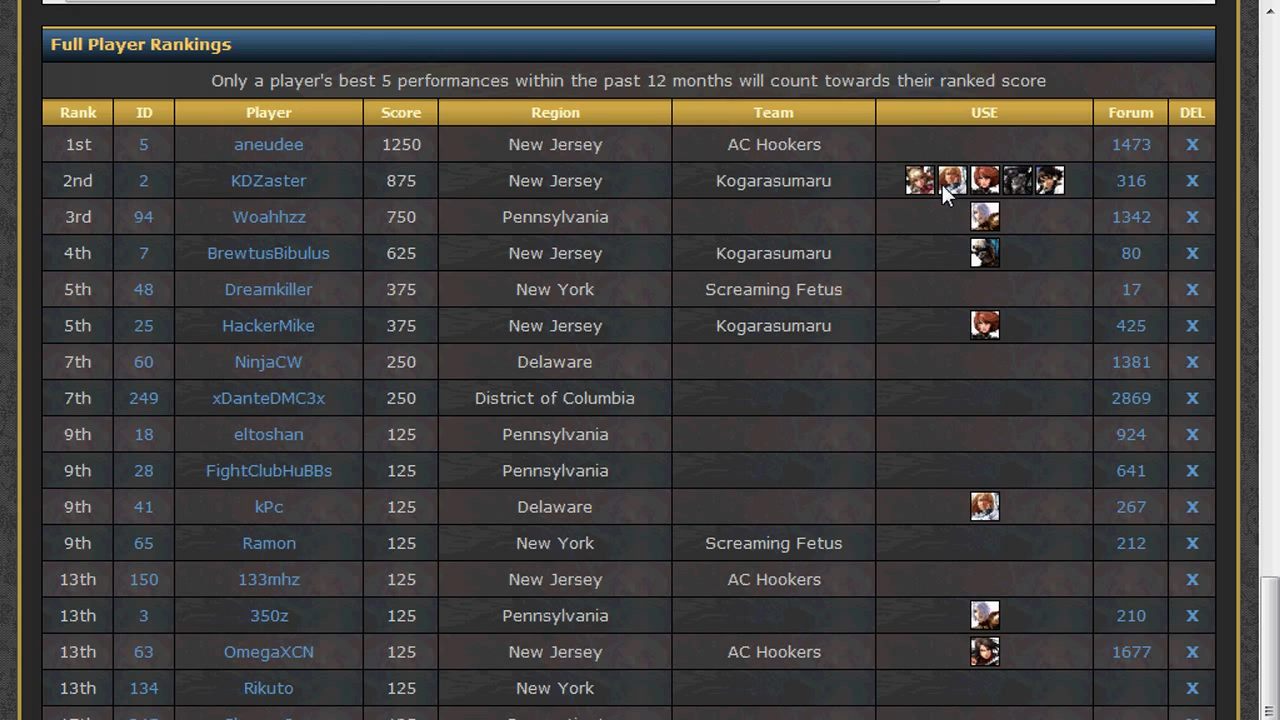 Full Player Rankings
Only a player's best 5 performances within the past 12 months will count towards their ranked score
Rank ID Player Score Region Team USE Forum DEL
1st 5 aneudee 1250 New Jersey AC Hookers 1473 X
2nd 2 KDZaster 875 New Jersey Kogarasumaru 316 X
3rd 94 Woahhzz 750 Pennsylvania 1342 X
4th 7 BrewtusBibulus 625 New Jersey Kogarasumaru 80 X
5th 48 Dreamkiller 375 New York Screaming Fetus 17 X
5th 25 HackerMike 375 New Jersey Kogarasumaru 425 X
7th 60 NinjaCW 250 Delaware 1381 X
7th 249 xDanteDMC3x 250 District of Columbia 2869 X
9th 18 eltoshan 125 Pennsylvania 924 X
9th 28 FightClubHuBBs 125 Pennsylvania 641 X
9th 41 kPc 125 Delaware 267 X
9th 65 Ramon 125 New York Screaming Fetus 212 X
13th 150 133mhz 125 New Jersey AC Hookers X
13th 3 350z 125 Pennsylvania 210 X
13th 63 OmegaXCN 125 New Jersey AC Hookers 1677 X
13th 134 Rikuto 125 New York X